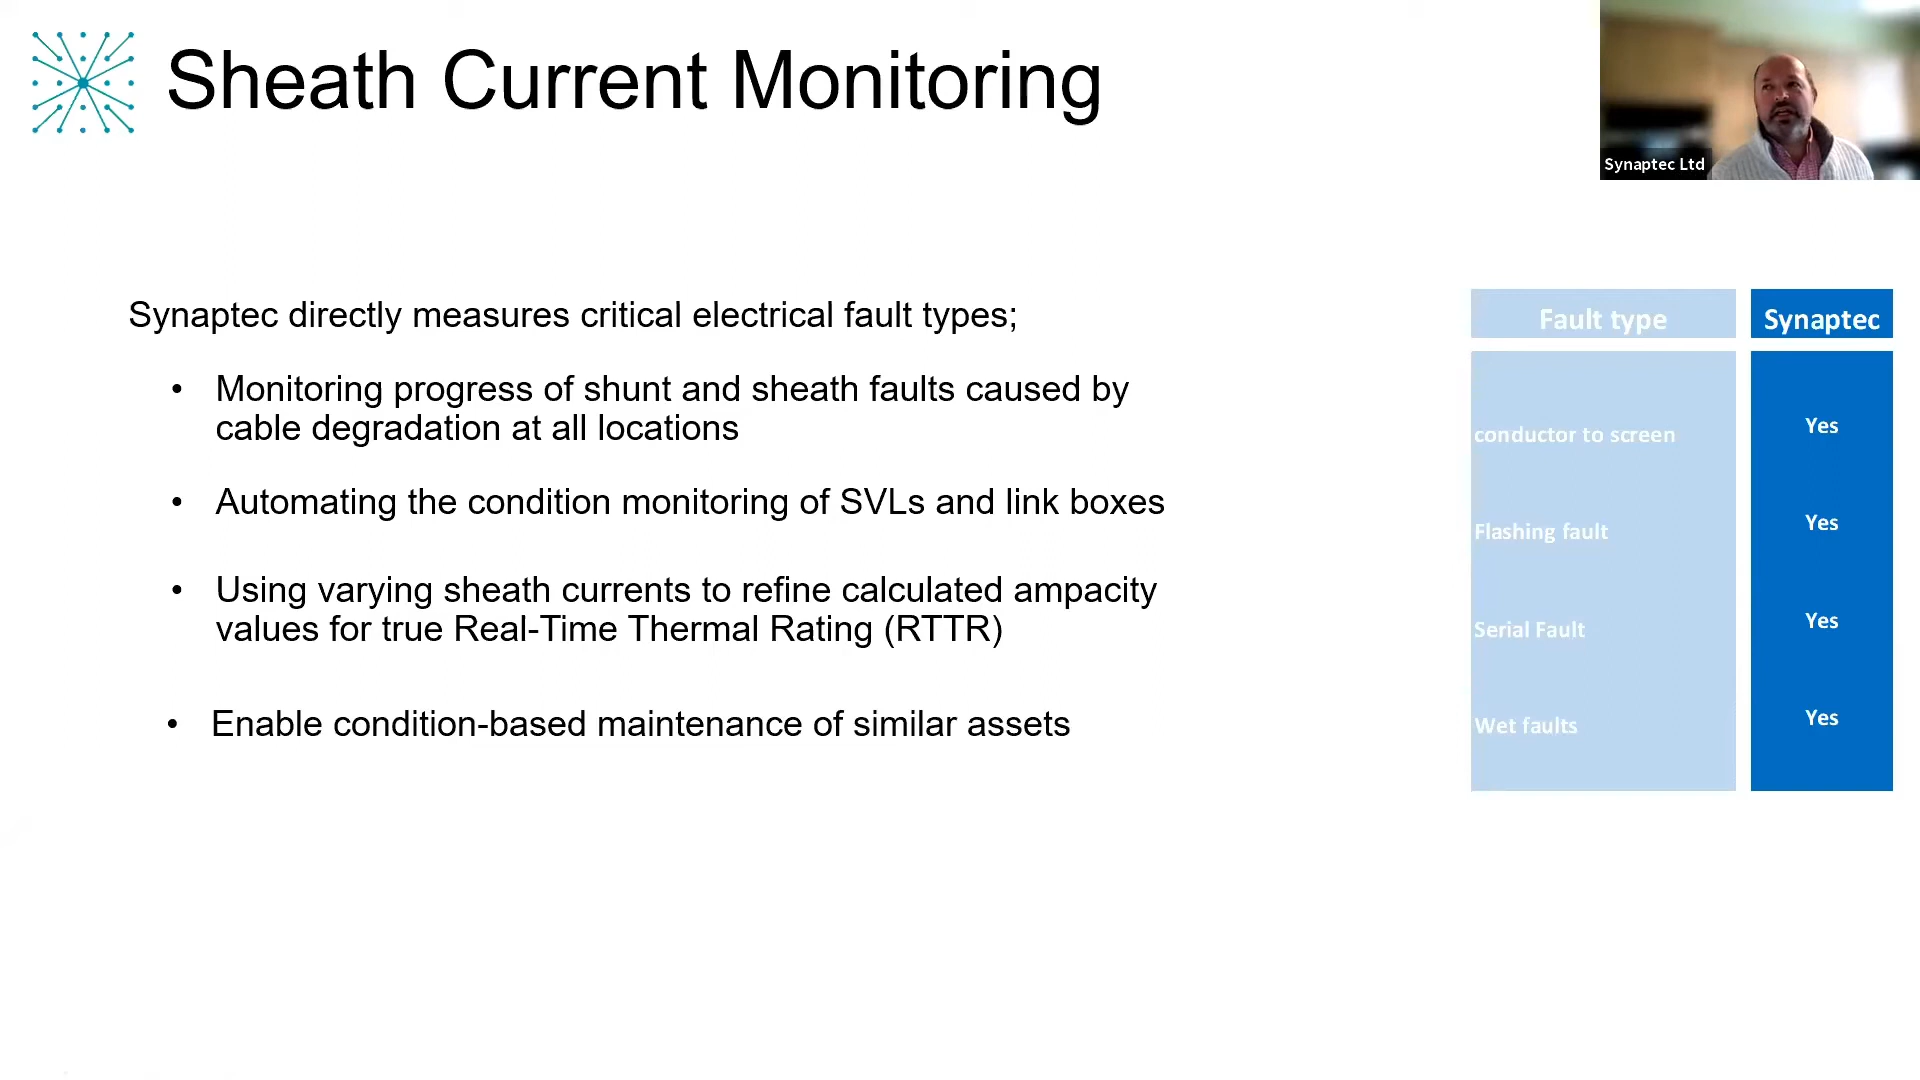 Sheath Current Monitoring
Synaptec Ltd
Synaptec directly measures critical electrical fault types;
• Monitoring progress of shunt and sheath faults caused by
cable degradation at all locations
• Automating the condition monitoring of SVLs and link boxes
• Using varying sheath currents to refine calculated ampacity
values for true Real-Time Thermal Rating (RTTR)
• Enable condition-based maintenance of similar assets
Fault type Synaptec
conductor to screen Yes
Flashing fault Yes
Serial Fault Yes
Wet faults Yes